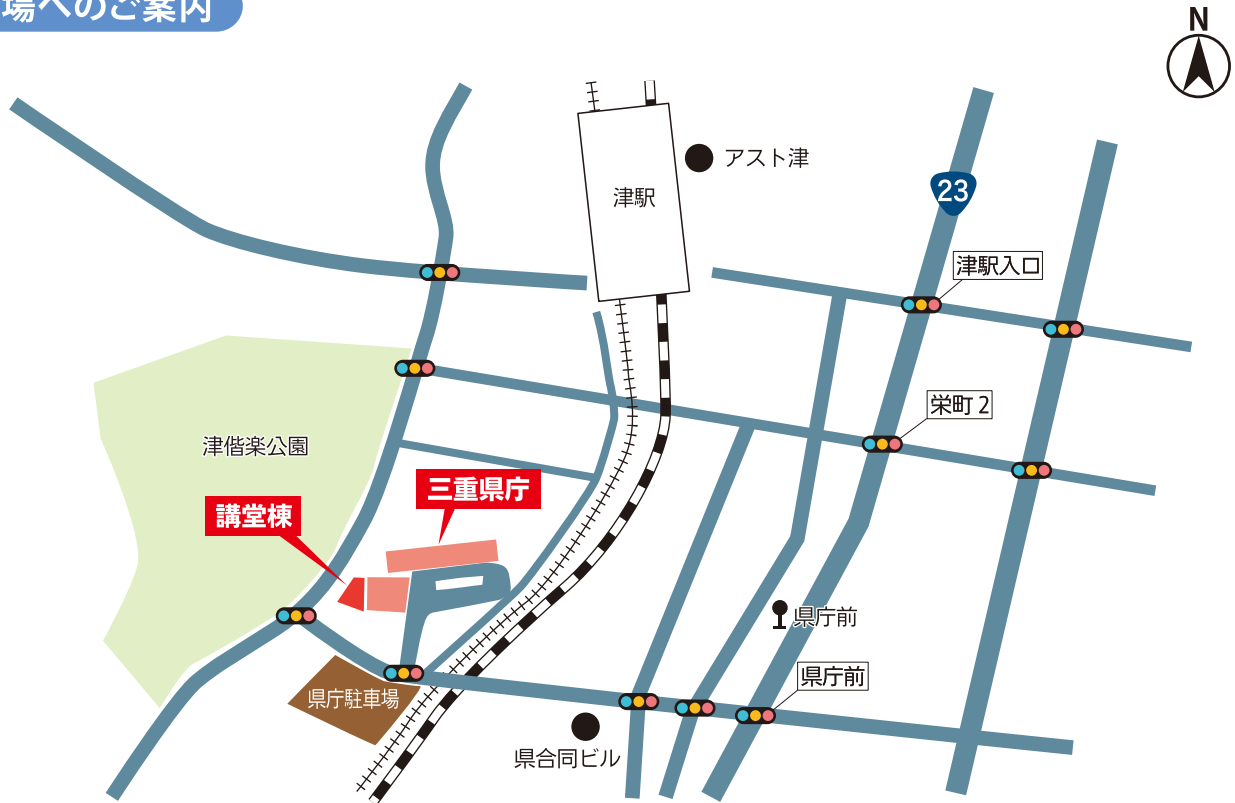 場へのご案内
N
アスト津
津駅
23
津駅入口
栄町2
津偕楽公園
三重県庁
講堂棟
県庁前
県庁前
県庁駐車場
県合同ビル